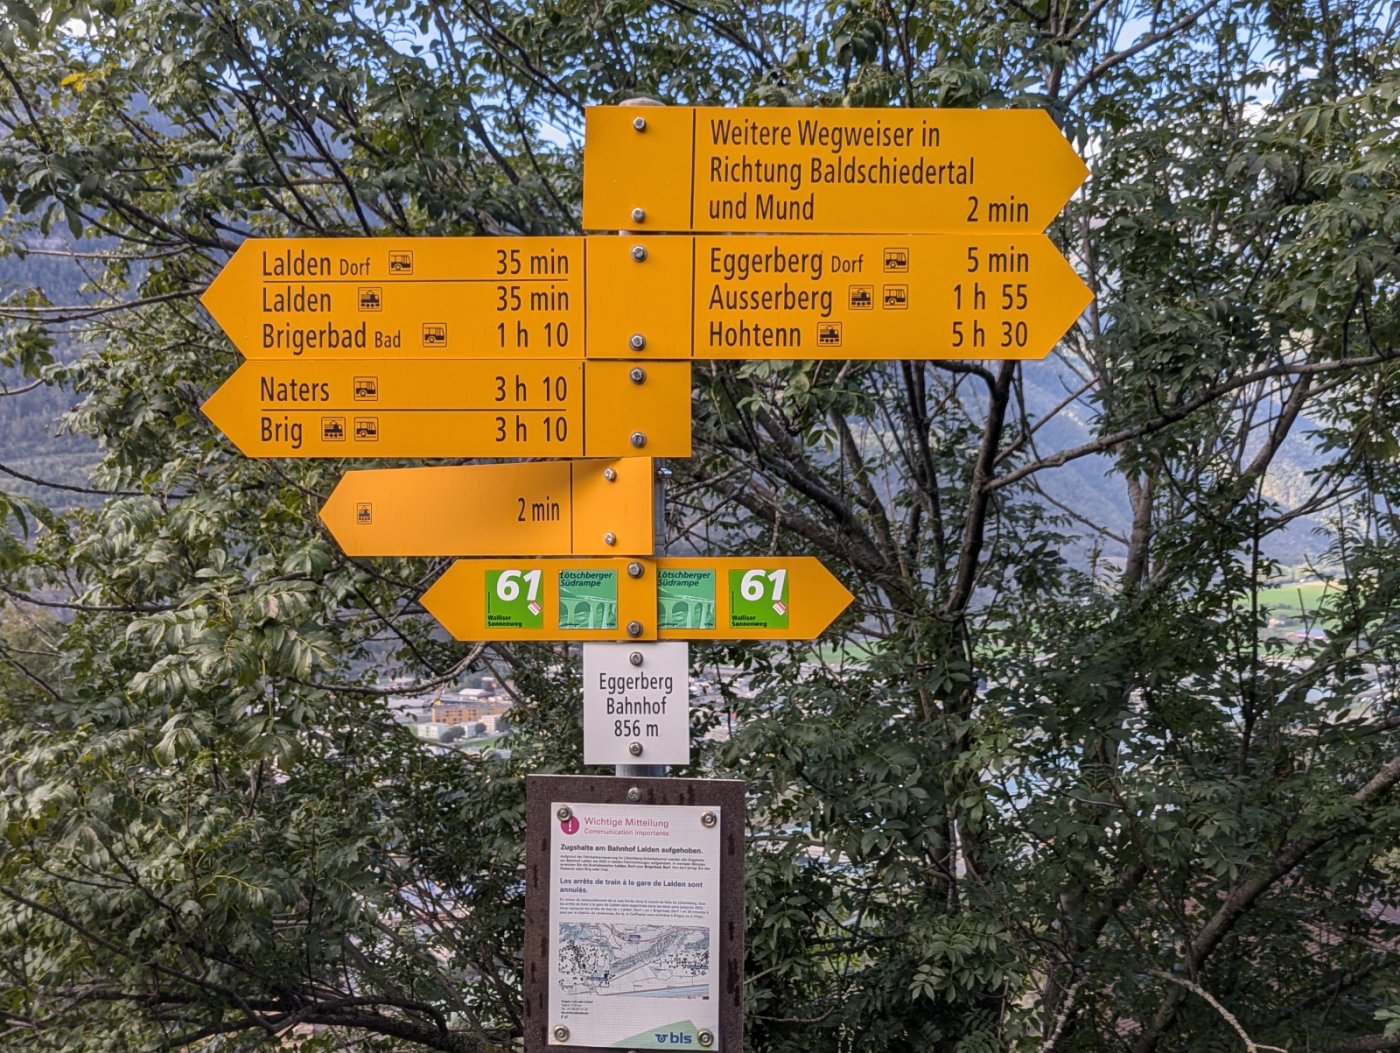 Weitere Wegweiser in
Richtung Baldschiedertal
und Mund 2 min
Lalden Dorf 35 min
Lalden 35 min
Brigerbad Bad 1 h 10
Eggerberg Dorf 5 min
Ausserberg 1 h 55
Hohtenn 5 h 30
Naters 3 h 10
Brig 3 h 10
2 min
61
Walliser
Sonnenweg
Lötschberger
Südrampe
Lötschberger
Südrampe
61
Walliser
Sonnenweg
Eggerberg
Bahnhof
856 m
Wichtige Mitteilung
Communication importante
Zugshalte am Bahnhof Lalden aufgehoben.
Les arrêts de train à la gare de Lalden sont
annulés.
bls